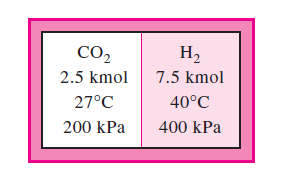 CO₂
2.5 kmol
27°C
200 kPa
H₂
7.5 kmol
40°C
400 kPa